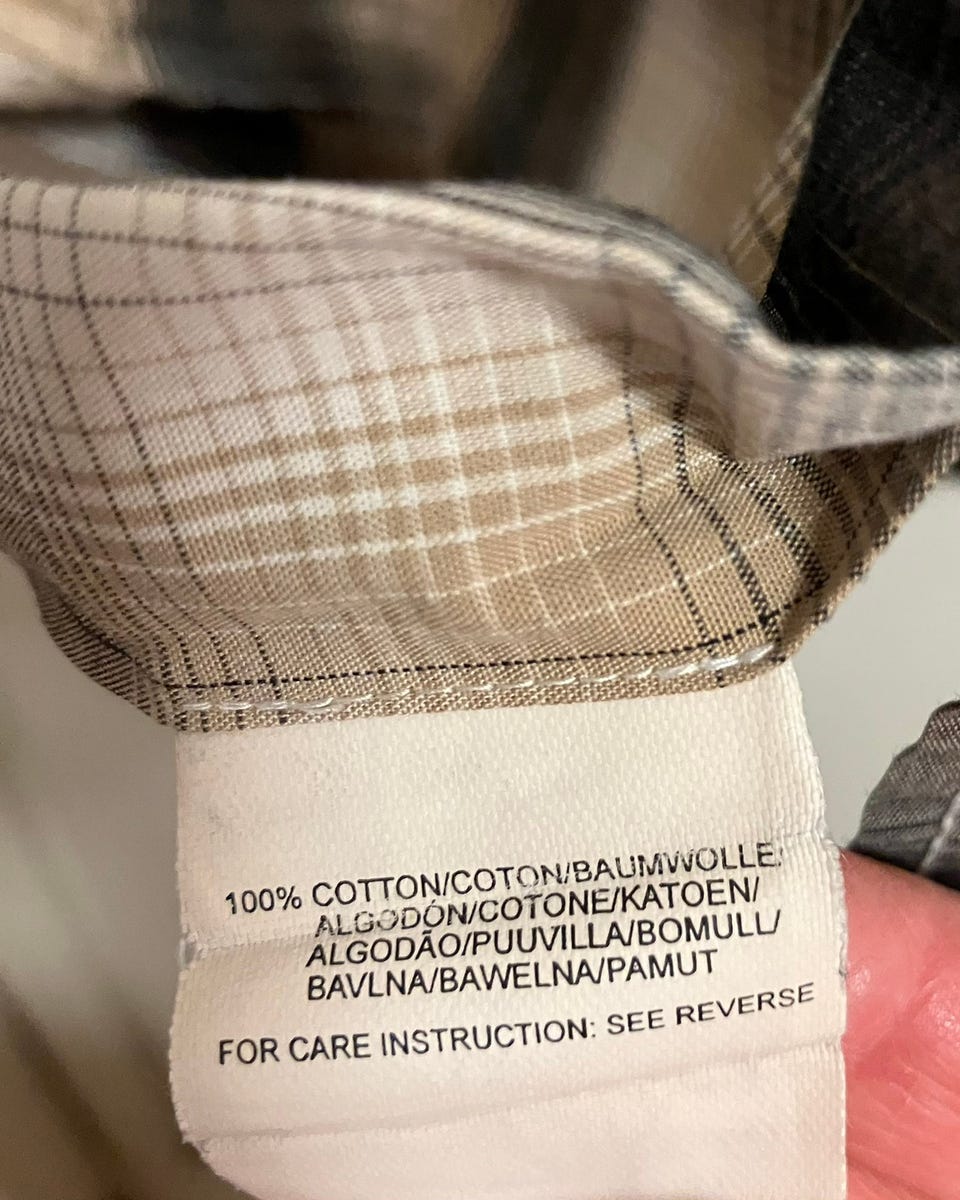 100% COTTON/COTON/BAUMWOLLE/
ALGODÓN/COTONE/KATOEN/
ALGODÃO/PUUVILLA/BOMULL/
BAVLNA/BAWELNA/PAMUT
FOR CARE INSTRUCTION: SEE REVERSE